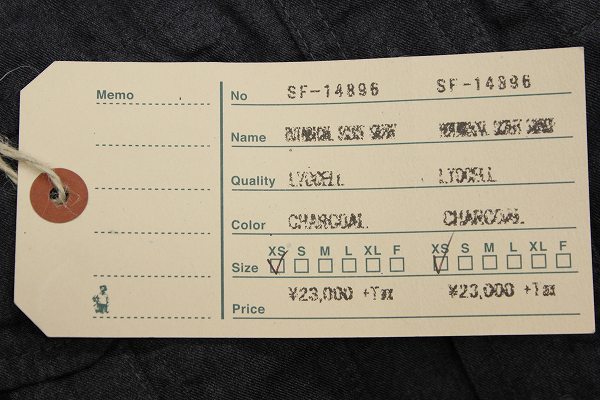 Memo
No SF-14896 SF-14896
Name
Quality LYOCELL LYOCELL
Color CHARCOAL CHARCOAL
XS S M L XL F XS S M L XL F
Size
Price ¥23,000 +Tax ¥23,000 +Tax